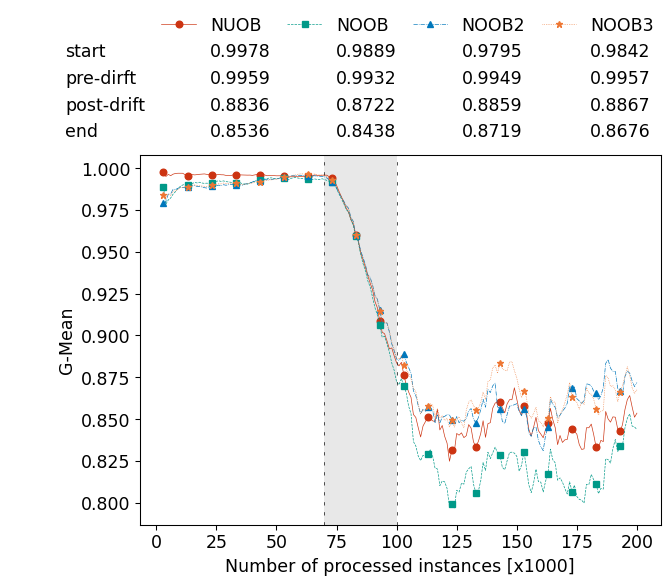 NUOB NOOB NOOB2 NOOB3
start 0.9978 0.9889 0.9795 0.9842
pre-dirft 0.9959 0.9932 0.9949 0.9957
post-drift 0.8836 0.8722 0.8859 0.8867
end 0.8536 0.8438 0.8719 0.8676
1.000
0.975
0.950
0.925
0.900
0.875
0.850
0.825
0.800
G-Mean
0 25 50 75 100 125 150 175 200
Number of processed instances [x1000]